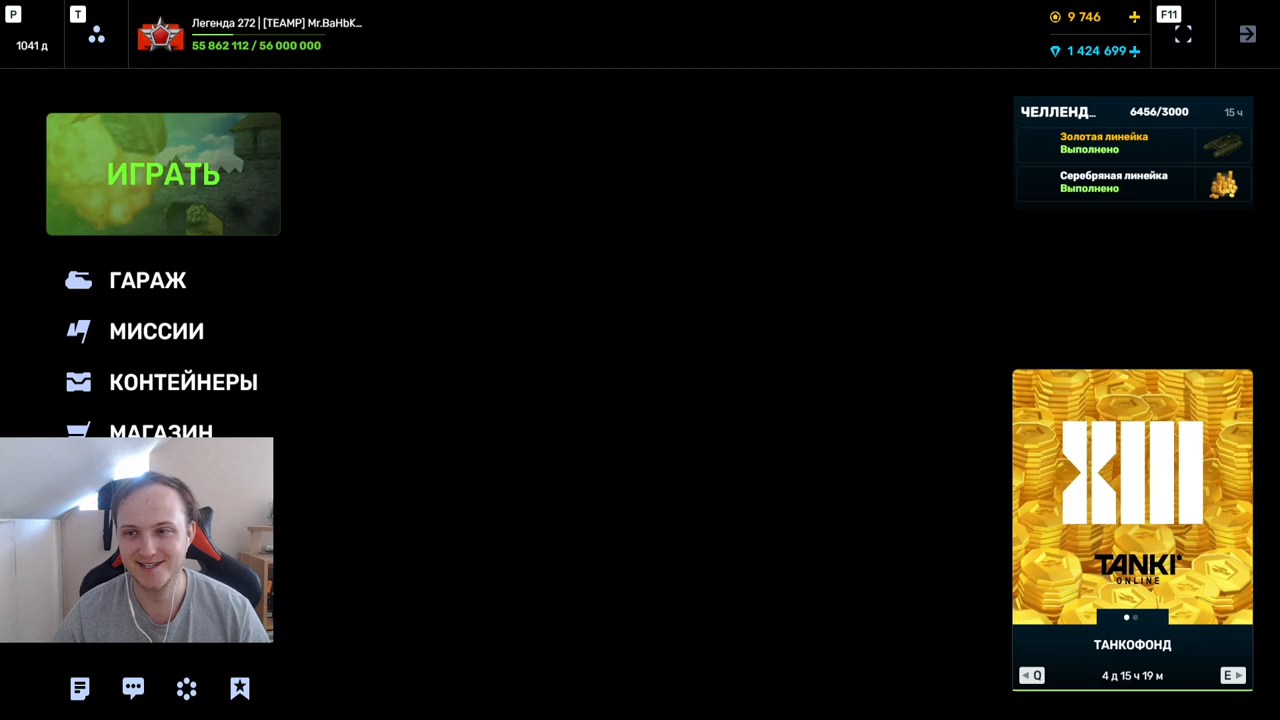 P
1041 д
T
Легенда 272 | [TEAMP] Mr.BaHbK...
55 862 112 / 56 000 000
9 746
1 424 699
F11
ИГРАТЬ
ГАРАЖ
МИССИИ
КОНТЕЙНЕРЫ
МАГАЗИН
ЧЕЛЛЕНД...
6456/3000
15 ч
Золотая линейка
Выполнено
Серебряная линейка
Выполнено
XIII
TANKI
ONLINE
ТАНКОФОНД
Q
4 д 15 ч 19 м
E